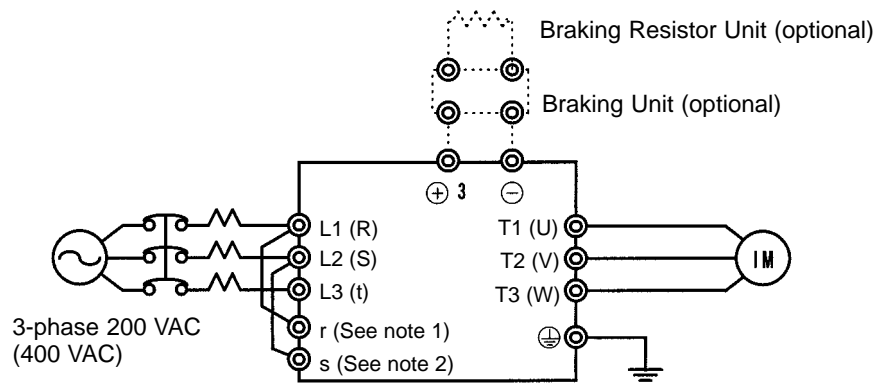 Braking Resistor Unit (optional)
Braking Unit (optional)
⊕ 3 ⊖
L1 (R)
L2 (S)
L3 (t)
r (See note 1)
s (See note 2)
T1 (U)
T2 (V)
T3 (W)
IM
3-phase 200 VAC
(400 VAC)